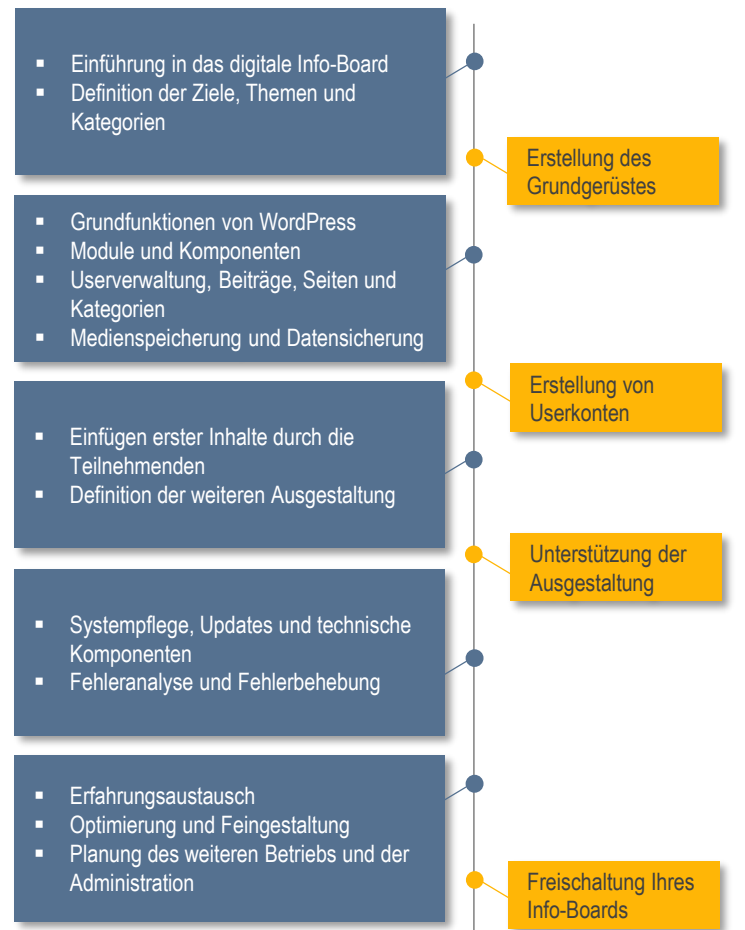 ▪ Einführung in das digitale Info-Board
▪ Definition der Ziele, Themen und
Kategorien
Erstellung des
Grundgerüstes
▪ Grundfunktionen von WordPress
▪ Module und Komponenten
▪ Userverwaltung, Beiträge, Seiten und
Kategorien
▪ Medienspeicherung und Datensicherung
Erstellung von
Userkonten
▪ Einfügen erster Inhalte durch die
Teilnehmenden
▪ Definition der weiteren Ausgestaltung
Unterstützung der
Ausgestaltung
▪ Systempflege, Updates und technische
Komponenten
▪ Fehleranalyse und Fehlerbehebung
▪ Erfahrungsaustausch
▪ Optimierung und Feingestaltung
▪ Planung des weiteren Betriebs und der
Administration
Freischaltung Ihres
Info-Boards